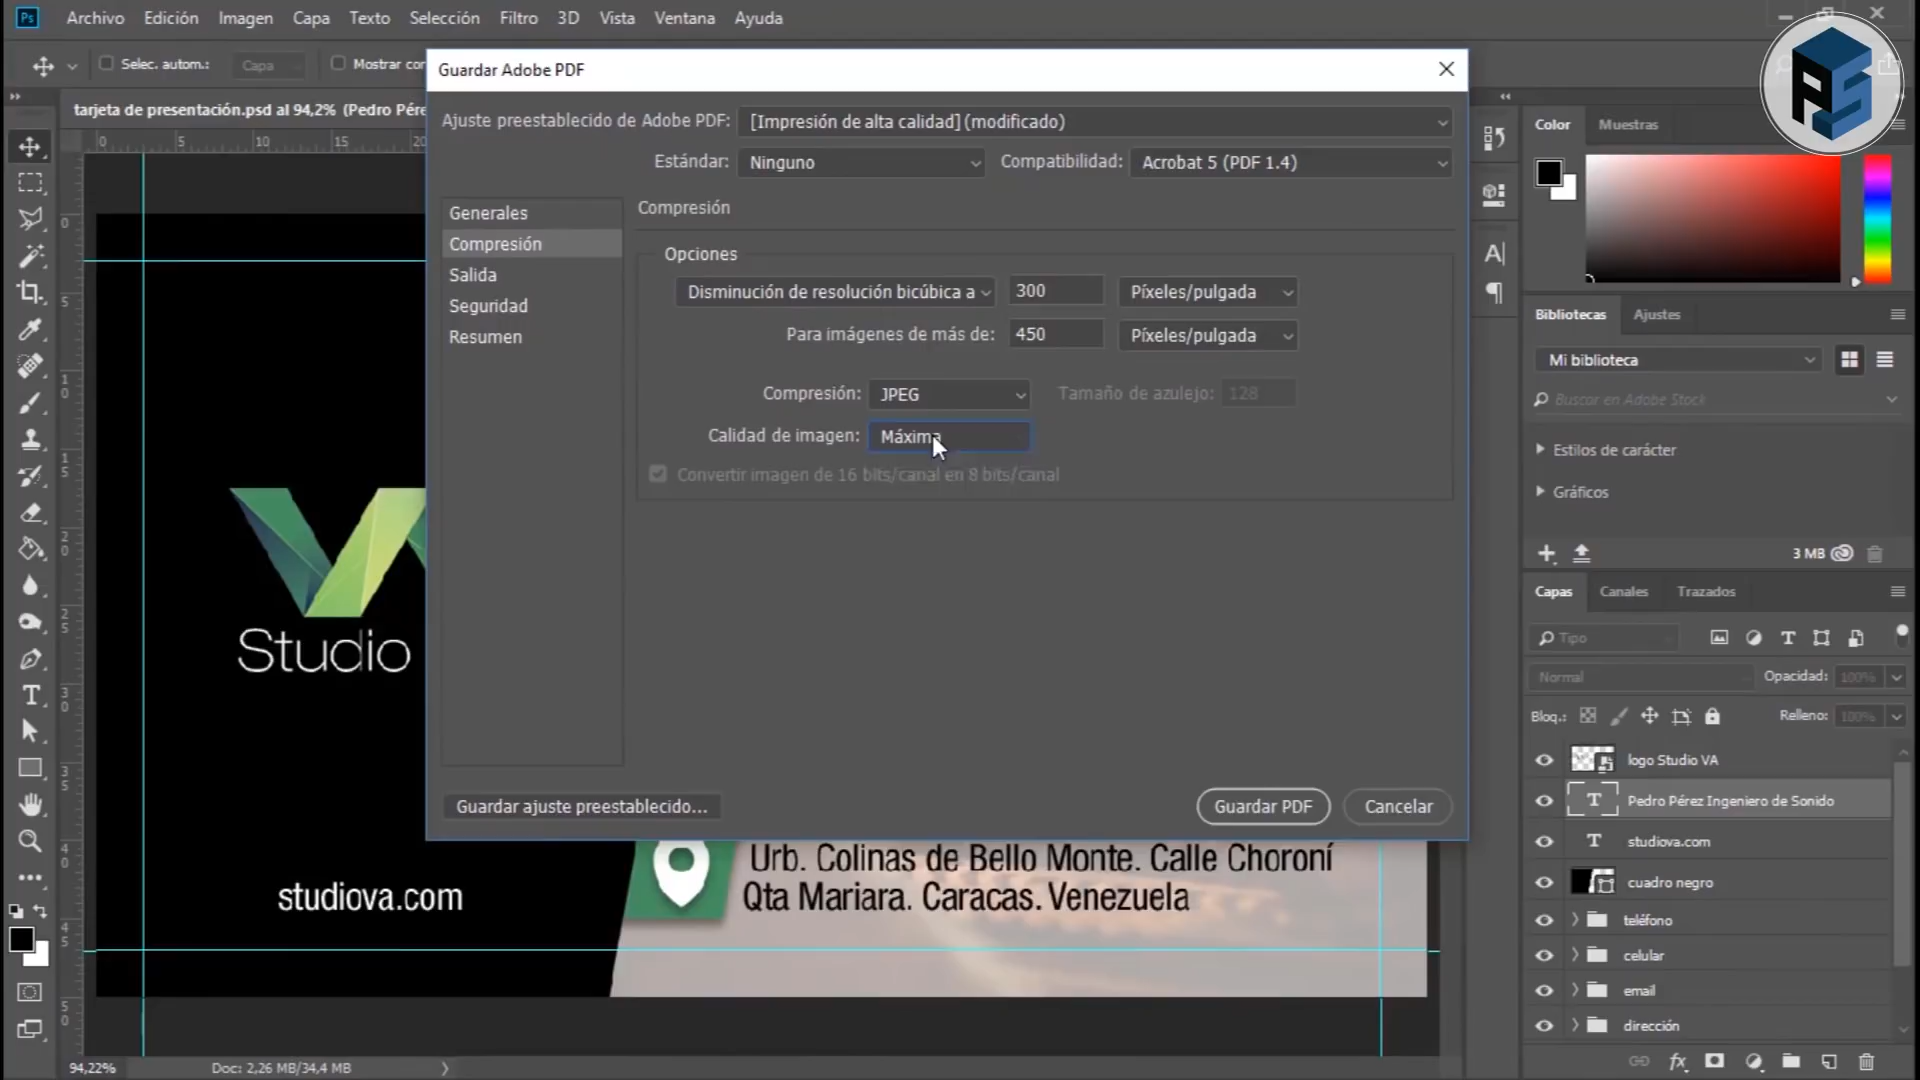 Ps Archivo Edición Imagen Capa Texto Selección Filtro 3D Vista Ventana Ayuda
Selec. autom.: Capa Mostrar cor
tarjeta de presentación.psd al 94,2% (Pedro Pére
0 5 10 15 20
Guardar Adobe PDF
Ajuste preestablecido de Adobe PDF: [Impresión de alta calidad] (modificado)
Estándar: Ninguno Compatibilidad: Acrobat 5 (PDF 1.4)
Generales
Compresión
Salida
Seguridad
Resumen
Compresión
Opciones
Disminución de resolución bicúbica a 300 Píxeles/pulgada
Para imágenes de más de: 450 Píxeles/pulgada
Compresión: JPEG Tamaño de azulejo: 128
Calidad de imagen: Máxima
Convertir imagen de 16 bits/canal en 8 bits/canal
Guardar ajuste preestablecido... Guardar PDF Cancelar
Studio
studiova.com
Urb. Colinas de Bello Monte. Calle Choroní
Qta Mariara. Caracas. Venezuela
94,22% Doc: 2,26 MB/34,4 MB
Color Muestras
Bibliotecas Ajustes
Mi biblioteca
Buscar en Adobe Stock
Estilos de carácter
Gráficos
3 MB
Capas Canales Trazados
Tipo
Normal Opacidad: 100%
Bloq.: Relleno: 100%
logo Studio VA
Pedro Pérez Ingeniero de Sonido
studiova.com
cuadro negro
teléfono
celular
email
dirección